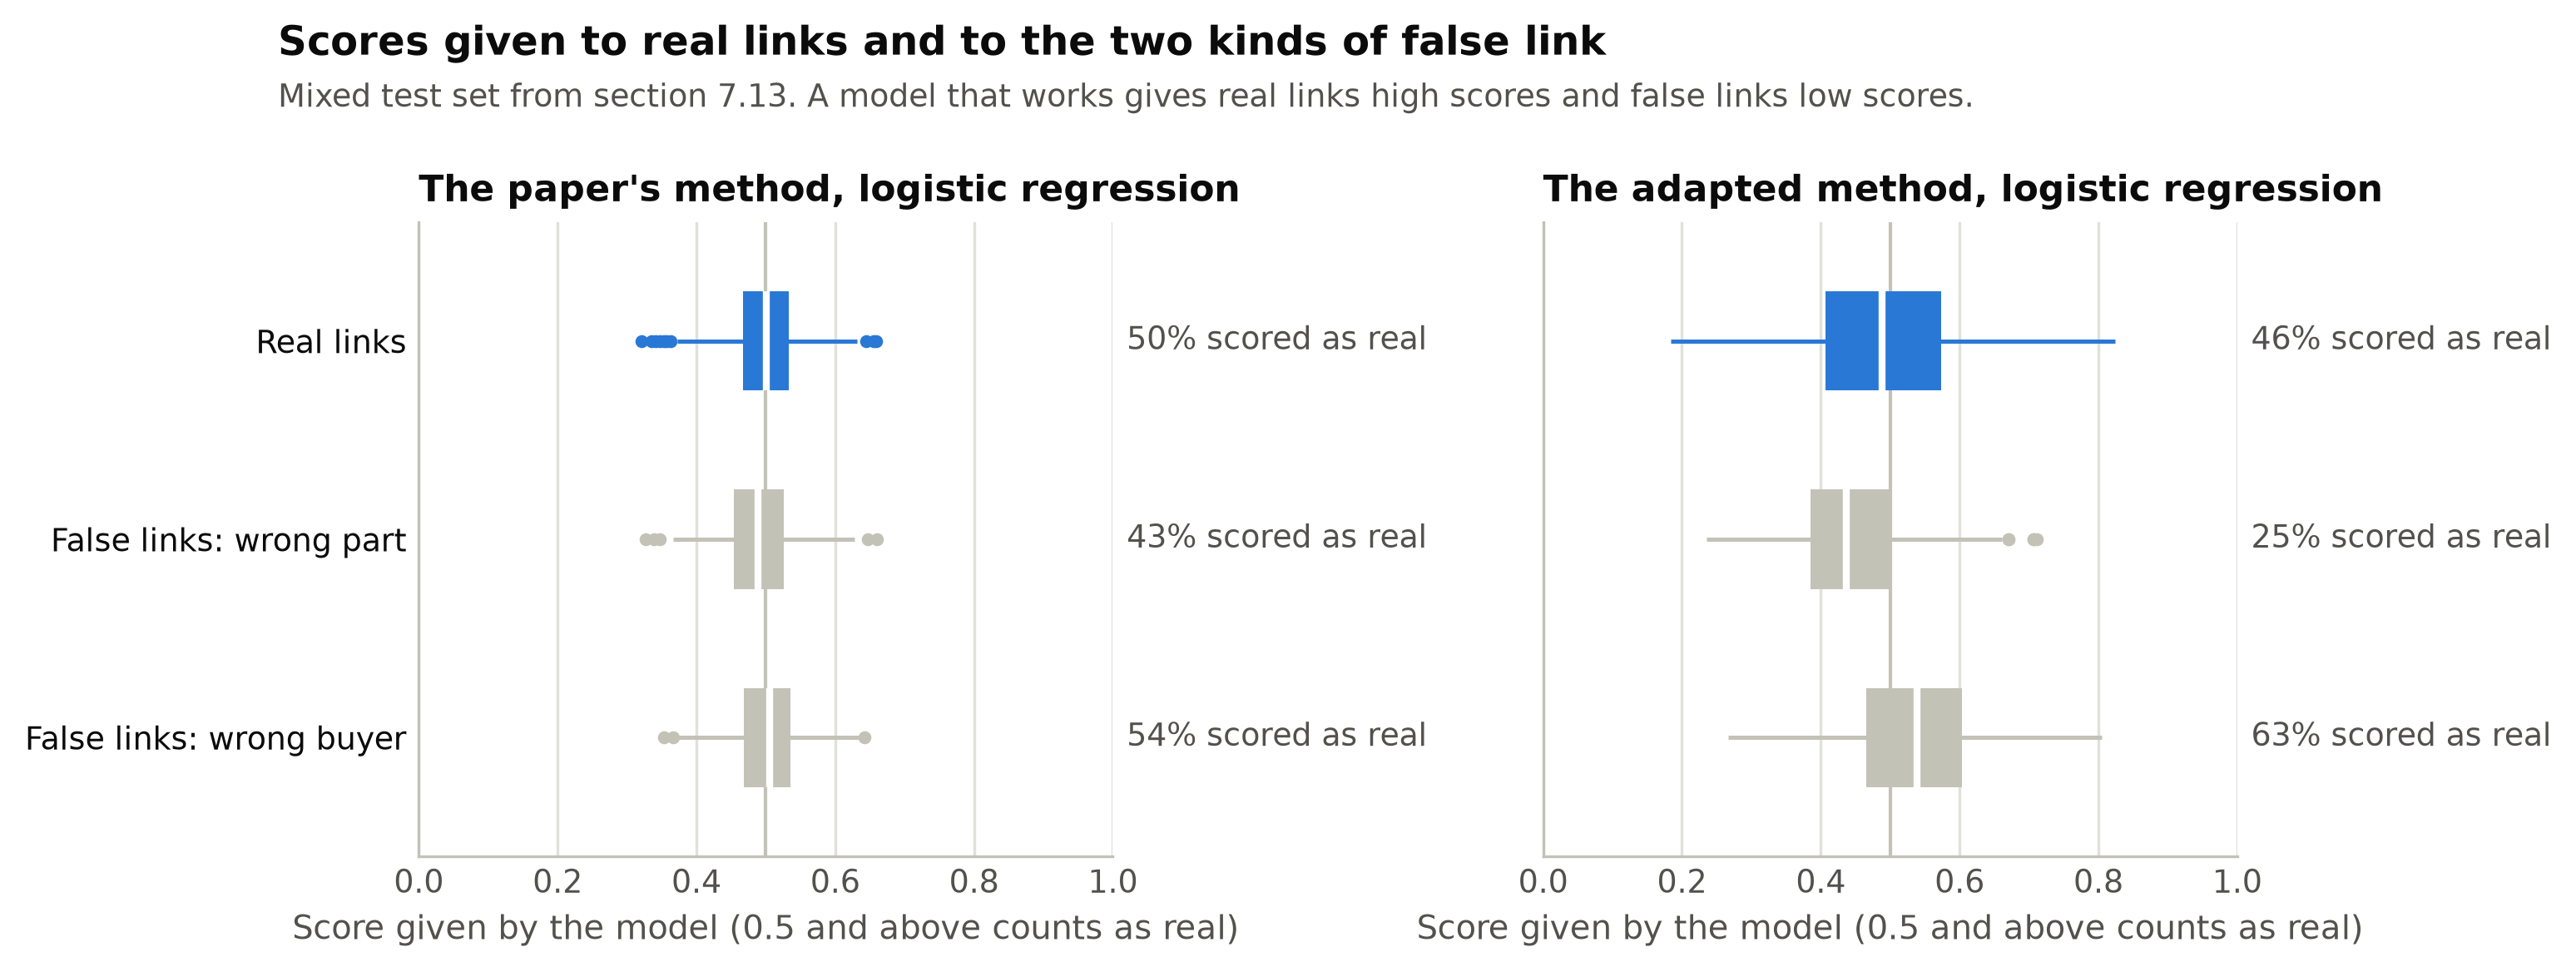 Scores given to real links and to the two kinds of false link
Mixed test set from section 7.13. A model that works gives real links high scores and false links low scores.
The paper's method, logistic regression
Real links
50% scored as real
False links: wrong part
43% scored as real
False links: wrong buyer
54% scored as real
0.0 0.2 0.4 0.6 0.8 1.0
Score given by the model (0.5 and above counts as real)
The adapted method, logistic regression
46% scored as real
25% scored as real
63% scored as real
0.0 0.2 0.4 0.6 0.8 1.0
Score given by the model (0.5 and above counts as real)